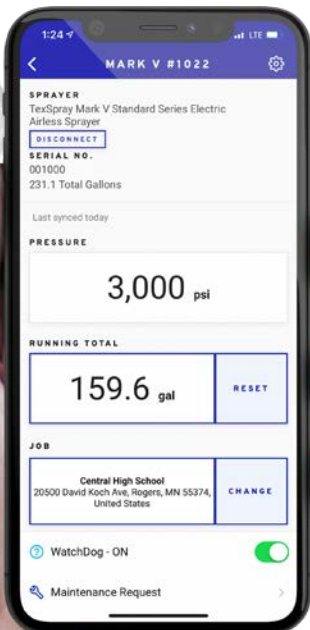 1:24
LTE
MARK V #1022
SPRAYER
TexSpray Mark V Standard Series Electric
Airless Sprayer
DISCONNECT
SERIAL NO.
001000
231.1 Total Gallons
Last synced today
PRESSURE
3,000 psi
RUNNING TOTAL
159.6 gal
RESET
JOB
Central High School
20500 David Koch Ave, Rogers, MN 55374,
United States
CHANGE
WatchDog - ON
Maintenance Request